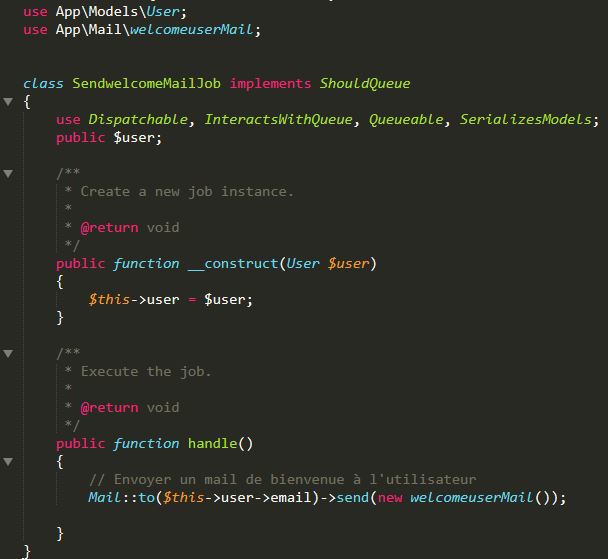 use App\Models\User;
use App\Mail\welcomeuserMail;
class SendwelcomeMailJob implements ShouldQueue
{
    use Dispatchable, InteractsWithQueue, Queueable, SerializesModels;
    public $user;
    /**
     * Create a new job instance.
     *
     * @return void
     */
    public function __construct(User $user)
    {
        $this->user = $user;
    }
    /**
     * Execute the job.
     *
     * @return void
     */
    public function handle()
    {
        // Envoyer un mail de bienvenue à l'utilisateur
        Mail::to($this->user->email)->send(new welcomeuserMail());
    }
}